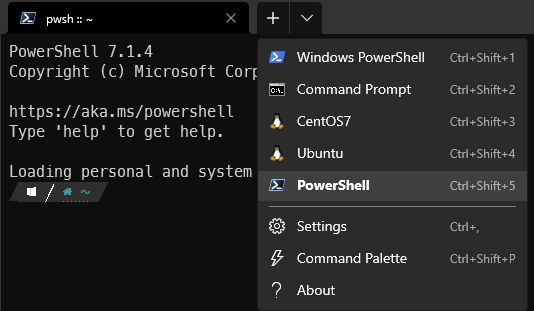 pwsh :: ~
PowerShell 7.1.4
Copyright (c) Microsoft Corp
https://aka.ms/powershell
Type 'help' to get help.
Loading personal and system
~
Windows PowerShell Ctrl+Shift+1
Command Prompt Ctrl+Shift+2
CentOS7 Ctrl+Shift+3
Ubuntu Ctrl+Shift+4
PowerShell Ctrl+Shift+5
Settings Ctrl+,
Command Palette Ctrl+Shift+P
About